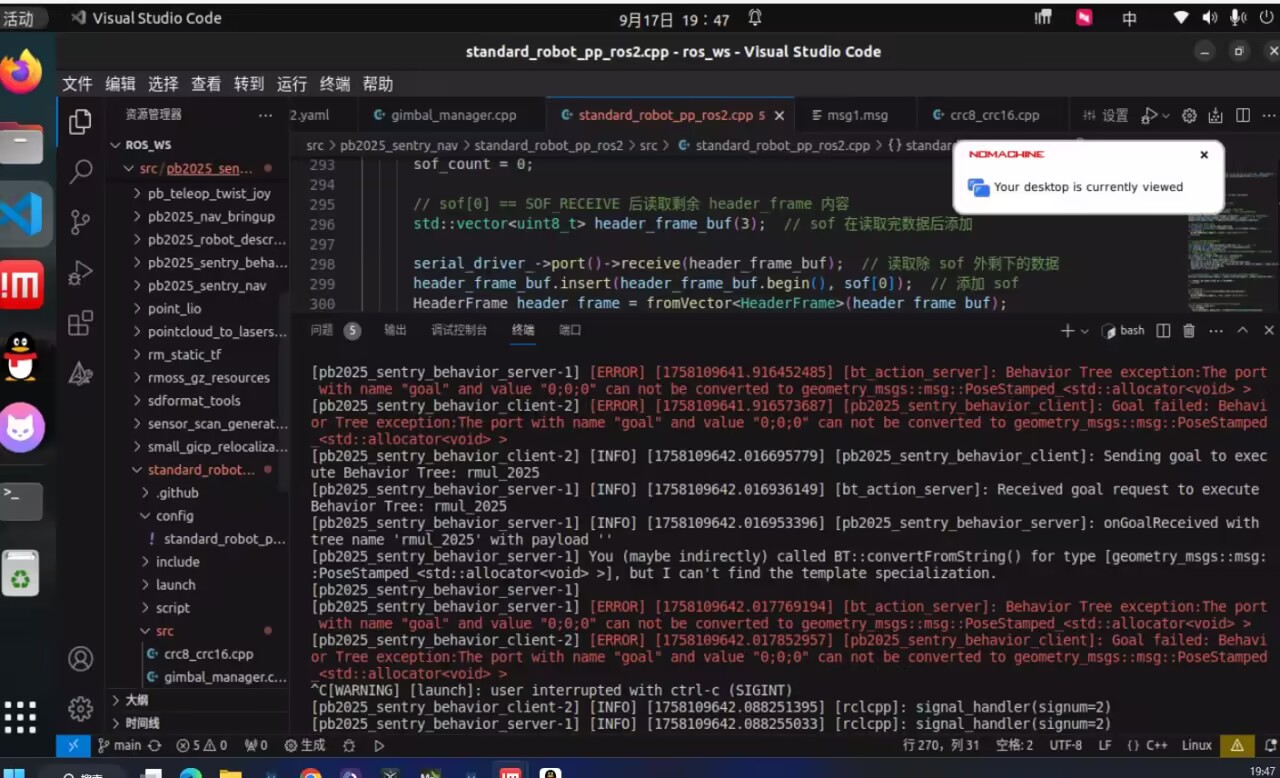 活动
Visual Studio Code
9月17日 19：47
中
standard_robot_pp_ros2.cpp - ros_ws - Visual Studio Code
文件 编辑 选择 查看 转到 运行 终端 帮助
资源管理器
2.yaml
gimbal_manager.cpp
standard_robot_pp_ros2.cpp 5
msg1.msg
crc8_crc16.cpp
设置
ROS_WS
src/pb2025_sen...
pb_teleop_twist_joy
pb2025_nav_bringup
pb2025_robot_descr...
pb2025_sentry_beha...
pb2025_sentry_nav
point_lio
pointcloud_to_lasers...
rm_static_tf
rmoss_gz_resources
sdformat_tools
sensor_scan_generat...
small_gicp_relocaliza...
standard_robot...
.github
config
standard_robot_p...
include
launch
script
src
crc8_crc16.cpp
gimbal_manager.c...
大纲
时间线
src > pb2025_sentry_nav > standard_robot_pp_ros2 > src > standard_robot_pp_ros2.cpp > {} standar
NOMACHINE
Your desktop is currently viewed
293 sof_count = 0;
294
295 // sof[0] == SOF_RECEIVE 后读取剩余 header_frame 内容
296 std::vector<uint8_t> header_frame_buf(3); // sof 在读取完数据后添加
297
298 serial_driver_->port()->receive(header_frame_buf); // 读取除 sof 外剩下的数据
299 header_frame_buf.insert(header_frame_buf.begin(), sof[0]); // 添加 sof
300 HeaderFrame header_frame = fromVector<HeaderFrame>(header_frame_buf);
问题 5 输出 调试控制台 终端 端口
bash
[pb2025_sentry_behavior_server-1] [ERROR] [1758109641.916452485] [bt_action_server]: Behavior Tree exception:The port
with name "goal" and value "0;0;0" can not be converted to geometry_msgs::msg::PoseStamped_<std::allocator<void> >
[pb2025_sentry_behavior_client-2] [ERROR] [1758109641.916573687] [pb2025_sentry_behavior_client]: Goal failed: Behavi
or Tree exception:The port with name "goal" and value "0;0;0" can not be converted to geometry_msgs::msg::PoseStamped
_<std::allocator<void> >
[pb2025_sentry_behavior_client-2] [INFO] [1758109642.016695779] [pb2025_sentry_behavior_client]: Sending goal to exec
ute Behavior Tree: rmul_2025
[pb2025_sentry_behavior_server-1] [INFO] [1758109642.016936149] [bt_action_server]: Received goal request to execute
Behavior Tree: rmul_2025
[pb2025_sentry_behavior_server-1] [INFO] [1758109642.016953396] [pb2025_sentry_behavior_server]: onGoalReceived with
tree name 'rmul_2025' with payload ''
[pb2025_sentry_behavior_server-1] You (maybe indirectly) called BT::convertFromString() for type [geometry_msgs::msg:
:PoseStamped_<std::allocator<void> >], but I can't find the template specialization.
[pb2025_sentry_behavior_server-1]
[pb2025_sentry_behavior_server-1] [ERROR] [1758109642.017769194] [bt_action_server]: Behavior Tree exception:The port
with name "goal" and value "0;0;0" can not be converted to geometry_msgs::msg::PoseStamped_<std::allocator<void> >
[pb2025_sentry_behavior_client-2] [ERROR] [1758109642.017852957] [pb2025_sentry_behavior_client]: Goal failed: Behavi
or Tree exception:The port with name "goal" and value "0;0;0" can not be converted to geometry_msgs::msg::PoseStamped
_<std::allocator<void> >
^C[WARNING] [launch]: user interrupted with ctrl-c (SIGINT)
[pb2025_sentry_behavior_client-2] [INFO] [1758109642.088251395] [rclcpp]: signal_handler(signum=2)
[pb2025_sentry_behavior_server-1] [INFO] [1758109642.088255033] [rclcpp]: signal_handler(signum=2)
main 5 0 0 生成
行 270，列 31 空格: 2 UTF-8 LF {} C++ Linux
19:47